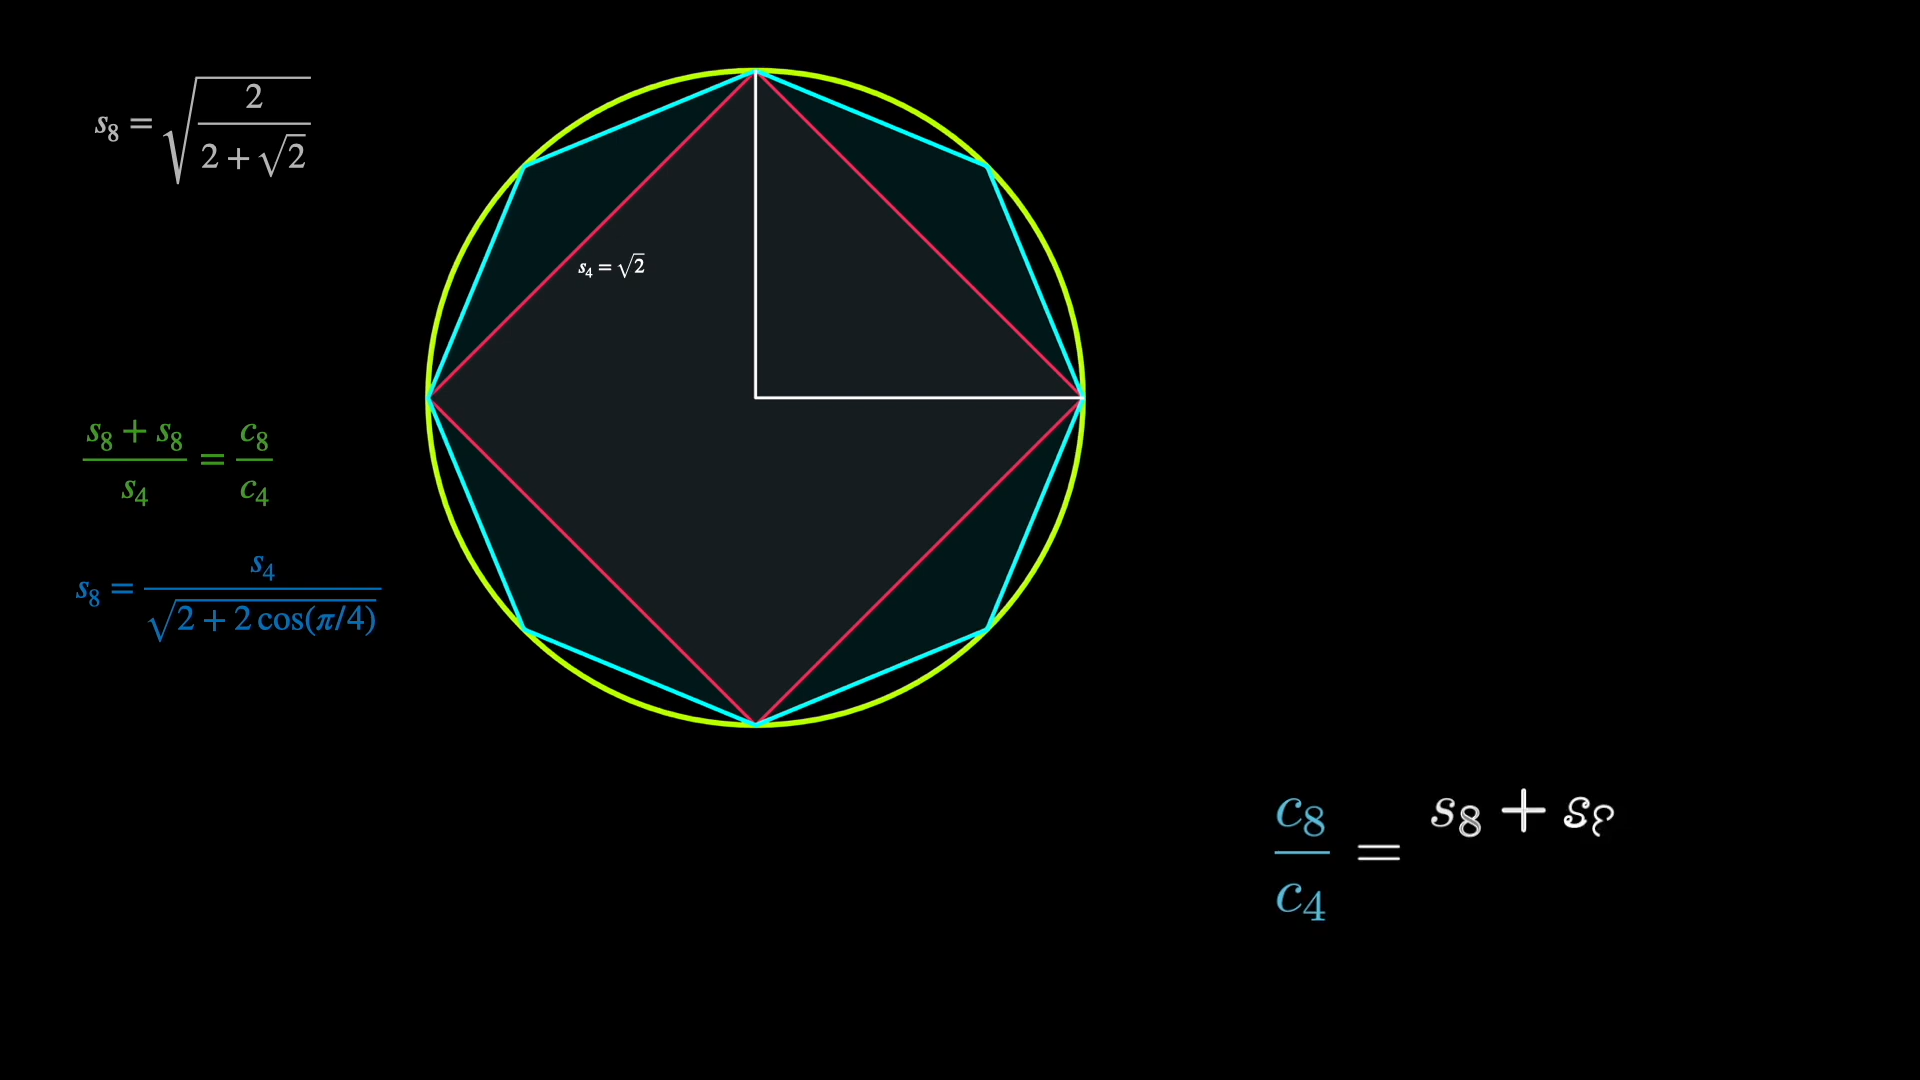 s₈ = √(2/(2 + √2))
s₄ = √2
(s₈ + s₈)/s₄ = c₈/c₄
s₈ = s₄/√(2 + 2 cos(π/4))
c₈/c₄ = s₈ + s